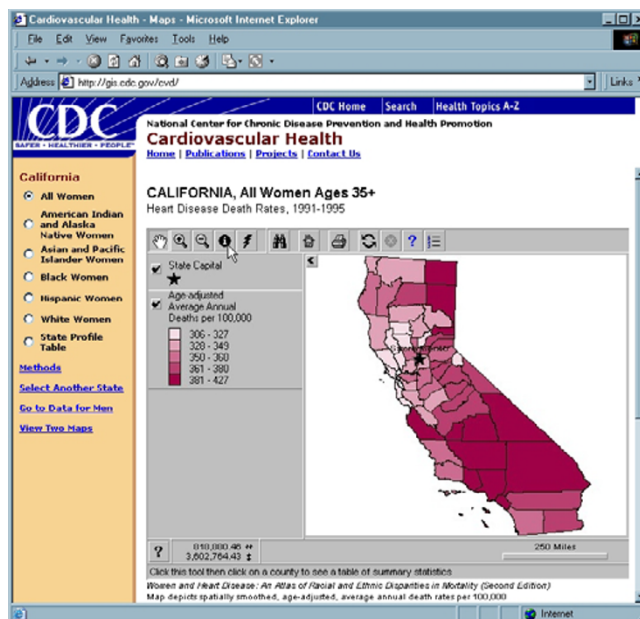 Cardiovascular Health - Maps - Microsoft Internet Explorer
File Edit View Favorites Tools Help
Address http://gis.cdc.gov/cvd/ Links
CDC Home Search Health Topics A-Z
CDC
SAFER • HEALTHIER • PEOPLE™
National Center for Chronic Disease Prevention and Health Promotion
Cardiovascular Health
Home | Publications | Projects | Contact Us
California
All Women
American Indian
and Alaska
Native Women
Asian and Pacific
Islander Women
Black Women
Hispanic Women
White Women
State Profile
Table
Methods
Select Another State
Go to Data for Men
View Two Maps
CALIFORNIA, All Women Ages 35+
Heart Disease Death Rates, 1991-1995
State Capital
Age-adjusted
Average Annual
Deaths per 100,000
306 - 327
328 - 349
350 - 360
361 - 380
381 - 427
3,602,764.43
250 Miles
Click this tool then click on a county to see a table of summary statistics
Women and Heart Disease: An Atlas of Racial and Ethnic Disparities in Mortality (Second Edition)
Map depicts spatially smoothed, age-adjusted, average annual death rates per 100,000
Internet